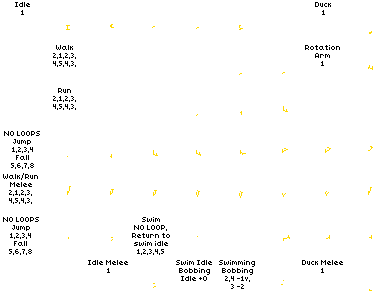 Idle
1
Duck
1
Walk
2,1,2,3,
4,5,4,3,
Rotation
Arm
1
Run
2,1,2,3,
4,5,4,3,
NO LOOPS
Jump
1,2,3,4
Fall
5,6,7,8
Walk/Run
Melee
2,1,2,3,
4,5,4,3,
NO LOOPS
Jump
1,2,3,4
Fall
5,6,7,8
Swim
NO LOOP,
Return to
swim idle
1,2,3,4,5
Idle Melee
1
Swim Idle
Bobbing
Idle +0
Swimming
Bobbing
2,4 -1v,
3 -2
Duck Melee
1